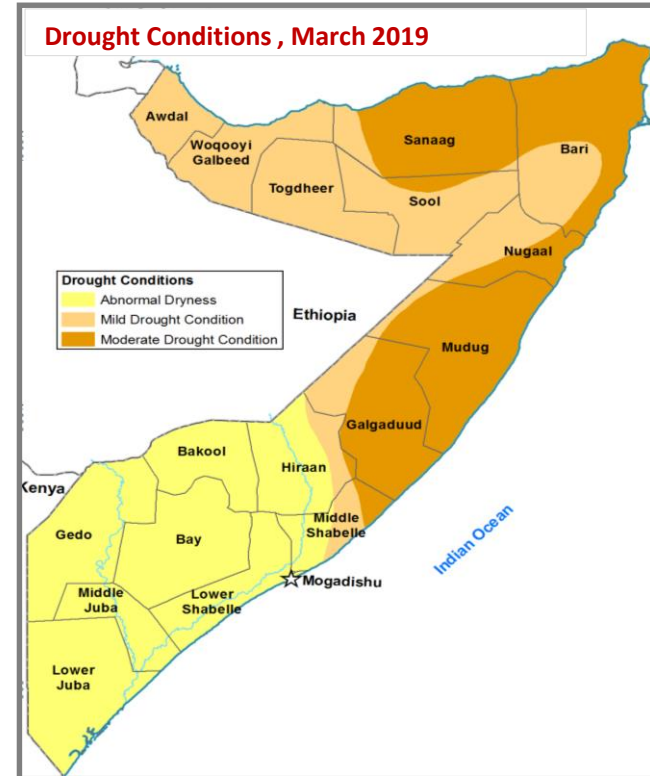 Drought Conditions , March 2019
Awdal
Woqooyi
Galbeed
Togdheer
Sanaag
Sool
Bari
Nugaal
Drought Conditions
Abnormal Dryness
Mild Drought Condition
Moderate Drought Condition
Ethiopia
Mudug
Galgaduud
Bakool
Hiraan
Kenya
Gedo
Bay
Middle
Shabelle
Indian Ocean
Mogadishu
Middle
Juba
Lower
Shabelle
Lower
Juba